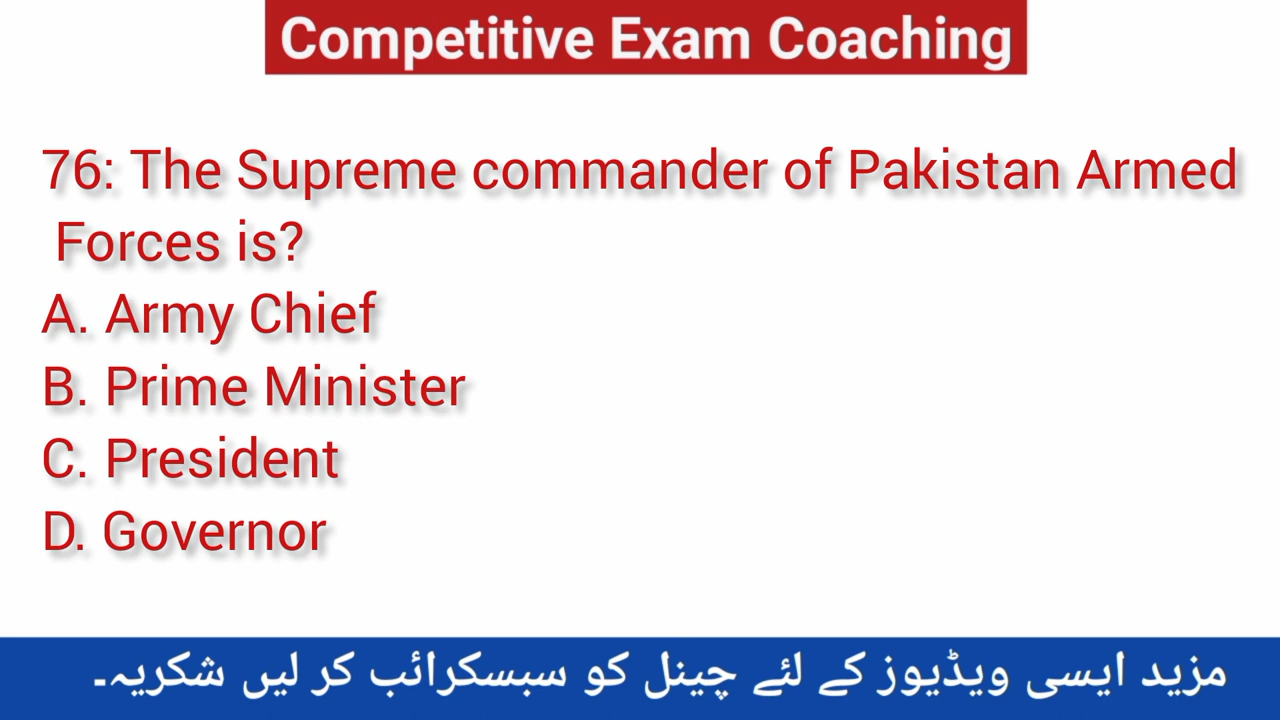 Competitive Exam Coaching
76: The Supreme commander of Pakistan Armed
Forces is?
A. Army Chief
B. Prime Minister
C. President
D. Governor
مزید ایسی ویڈیوز کے لئے چینل کو سبسکرائب کر لیں شکریہ۔